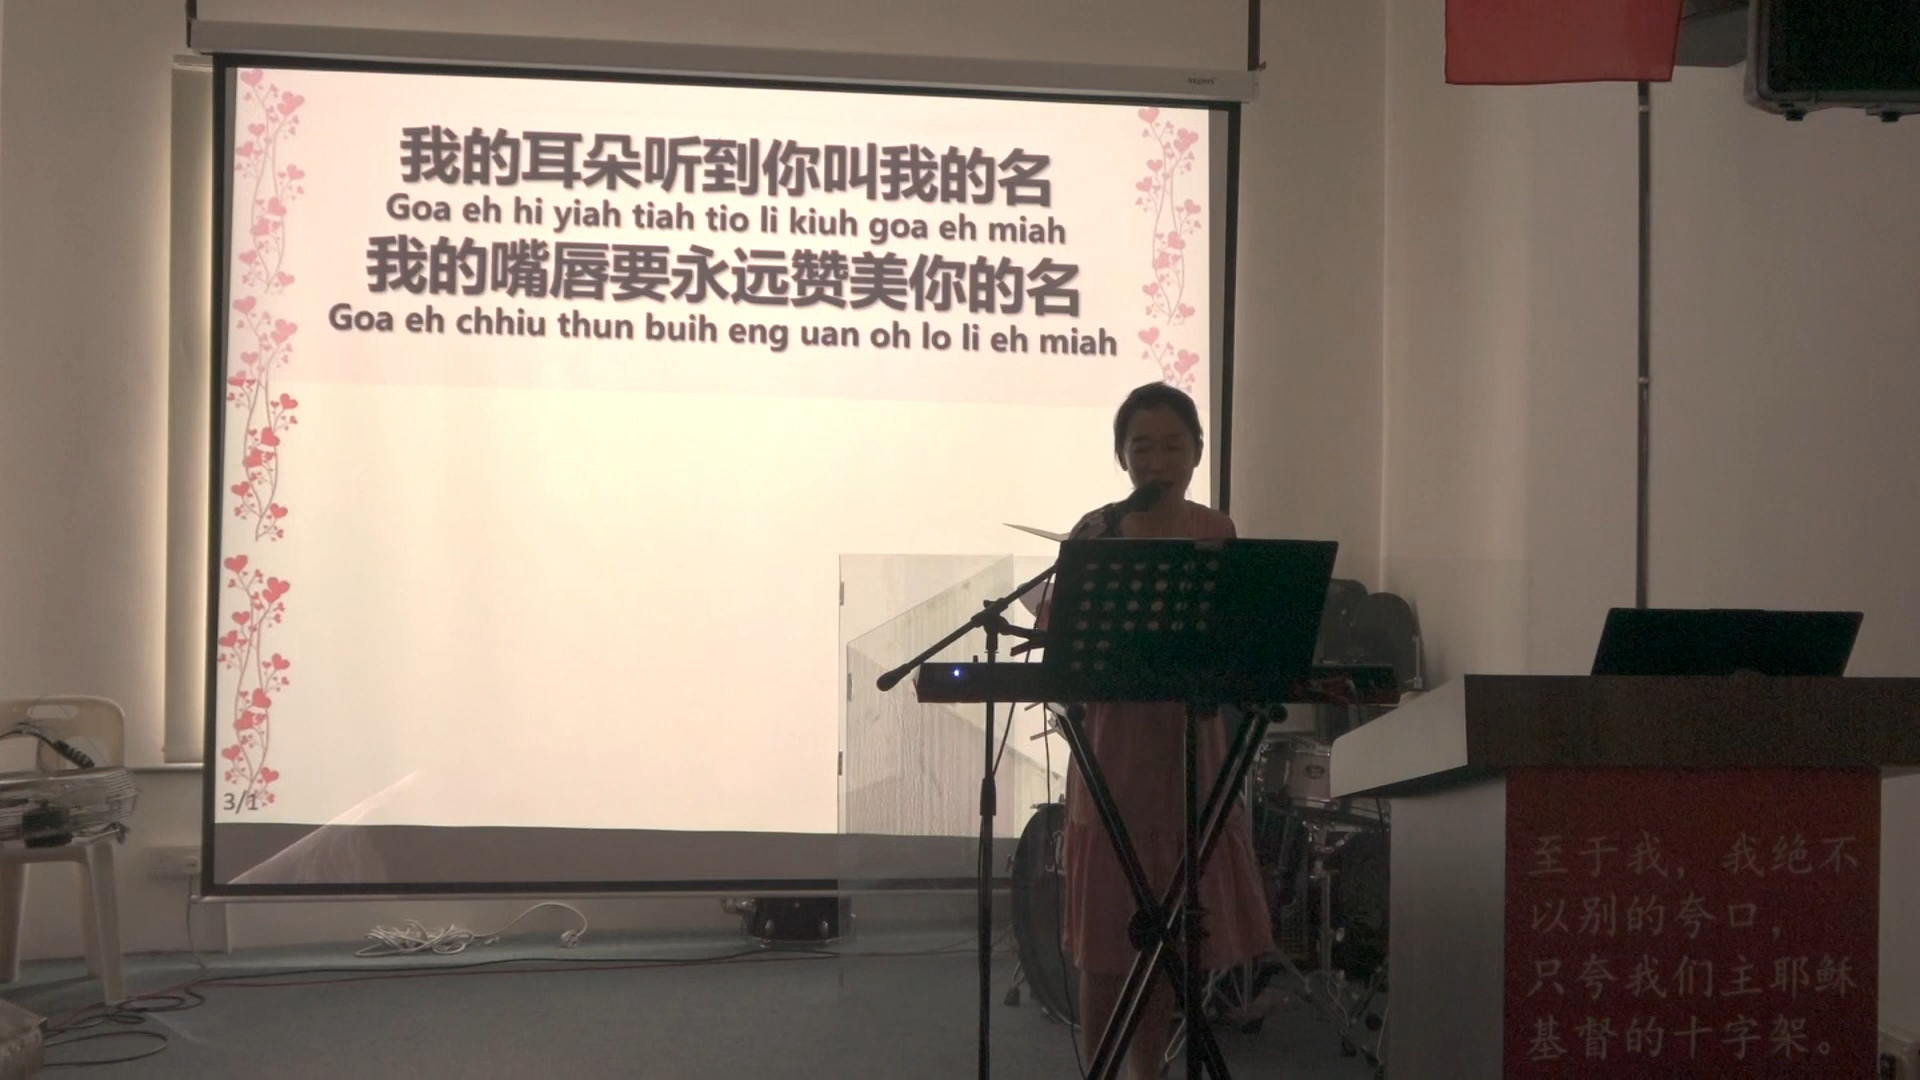 我的耳朵听到你叫我的名
Goa eh hi yiah tiah tio li kiuh goa eh miah
我的嘴唇要永远赞美你的名
Goa eh chhiu thun buih eng uan oh lo li eh miah
3/1
至于我，我绝不
以别的夸口，
只夸我们主耶稣
基督的十字架。